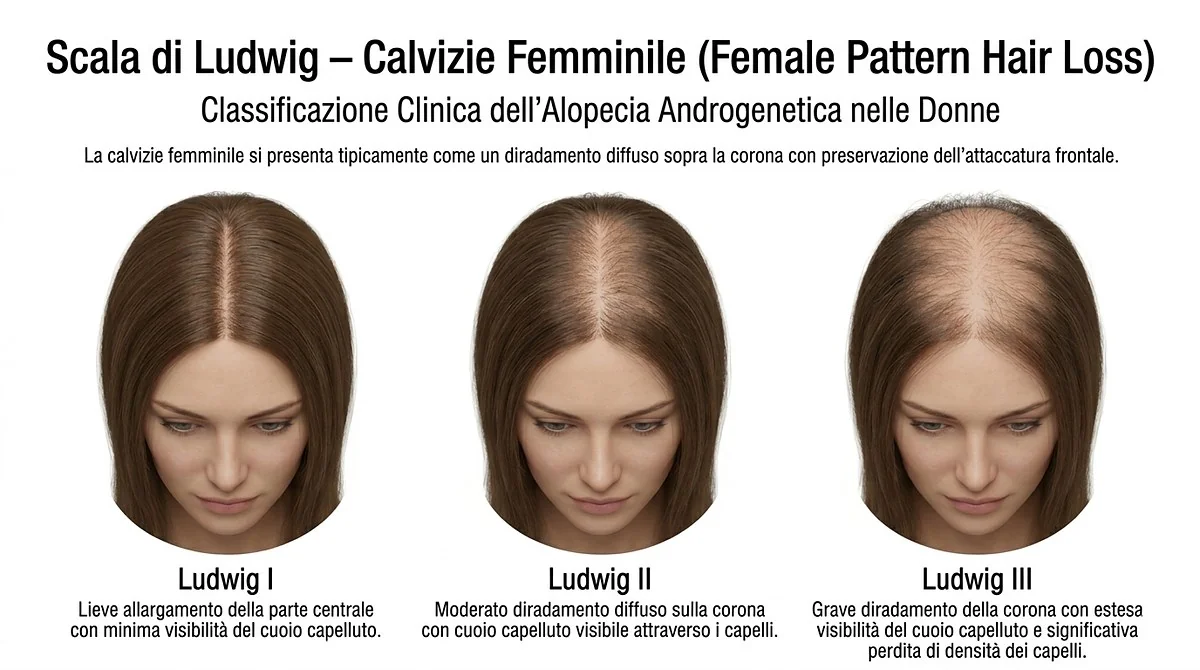 Scala di Ludwig – Calvizie Femminile (Female Pattern Hair Loss)
Classificazione Clinica dell'Alopecia Androgenetica nelle Donne
La calvizie femminile si presenta tipicamente come un diradamento diffuso sopra la corona con preservazione dell'attaccatura frontale.
Ludwig I
Lieve allargamento della parte centrale
con minima visibilità del cuoio capelluto.
Ludwig II
Moderato diradamento diffuso sulla corona
con cuoio capelluto visibile attraverso i capelli.
Ludwig III
Grave diradamento della corona con estesa
visibilità del cuoio capelluto e significativa
perdita di densità dei capelli.